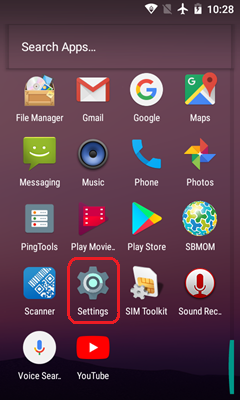 10:28
Search Apps...
File Manager
Gmail
Google
Maps
Messaging
Music
Phone
Photos
PingTools
Play Movie..
Play Store
SBMOM
Scanner
Settings
SIM Toolkit
Sound Rec..
Voice Sear..
YouTube